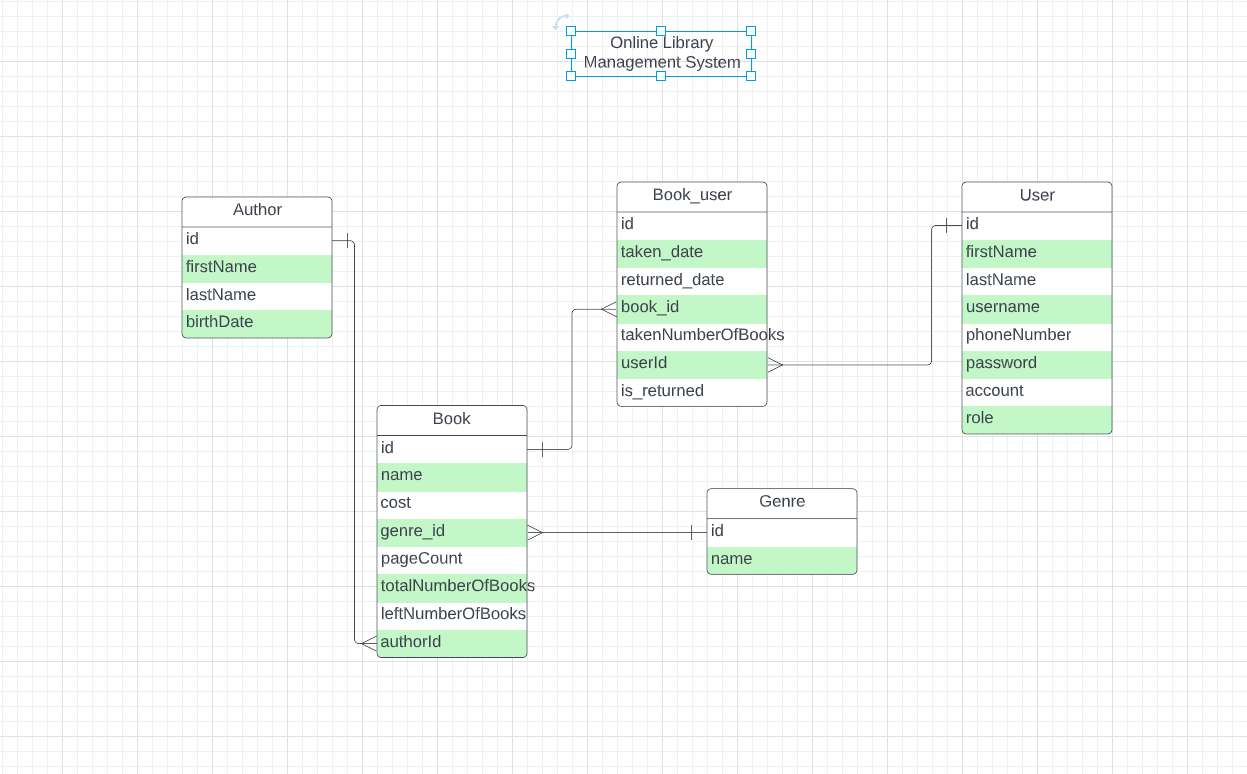 Online Library
Management System
Author
id
firstName
lastName
birthDate
Book_user
id
taken_date
returned_date
book_id
takenNumberOfBooks
userId
is_returned
User
id
firstName
lastName
username
phoneNumber
password
account
role
Book
id
name
cost
genre_id
pageCount
totalNumberOfBooks
leftNumberOfBooks
authorId
Genre
id
name